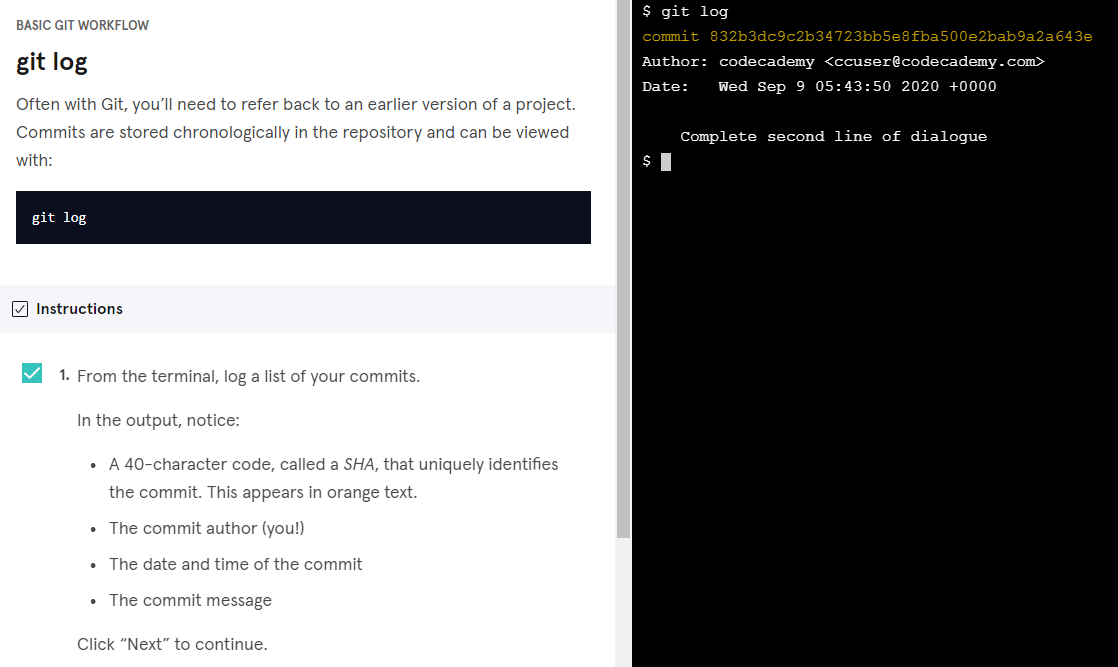 BASIC GIT WORKFLOW
git log
Often with Git, you’ll need to refer back to an earlier version of a project.
Commits are stored chronologically in the repository and can be viewed
with:
git log
Instructions
1. From the terminal, log a list of your commits.
In the output, notice:
• A 40-character code, called a SHA, that uniquely identifies
the commit. This appears in orange text.
• The commit author (you!)
• The date and time of the commit
• The commit message
Click “Next” to continue.
$ git log
commit 832b3dc9c2b34723bb5e8fba500e2bab9a2a643e
Author: codecademy <ccuser@codecademy.com>
Date:   Wed Sep 9 05:43:50 2020 +0000
    Complete second line of dialogue
$